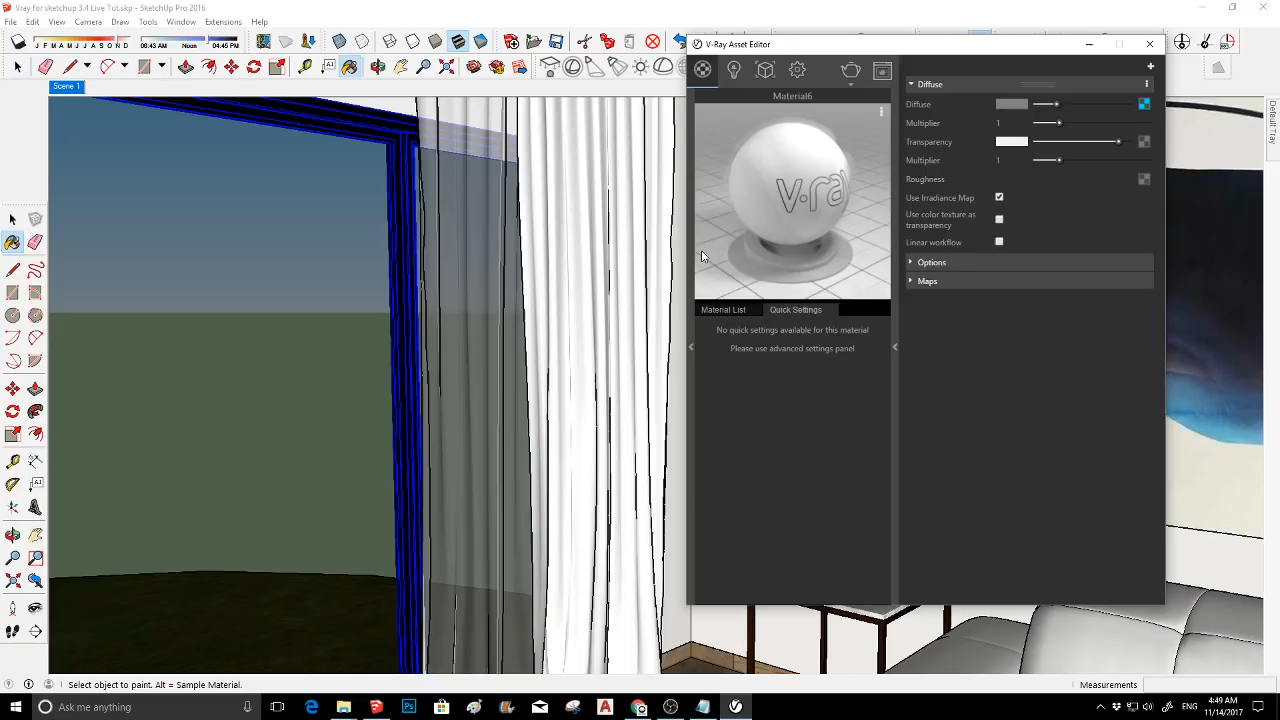 Vray for sketchup 3.4 Live Tut.skp - SketchUp Pro 2016
File Edit View Camera Draw Tools Window Extensions Help
J F M A M J J A S O N D 06:43 AM Noon 04:45 PM
Scene 1
V-Ray Asset Editor
Material6
v·ray
Material List Quick Settings
No quick settings available for this material
Please use advanced settings panel
Diffuse
Diffuse
Multiplier 1
Transparency
Multiplier 1
Roughness
Use Irradiance Map
Use color texture as
transparency
Linear workflow
Options
Maps
Default Tray
Select object to paint. Alt = Sample Material.
Measurements
Ask me anything
4:49 AM
11/14/2017